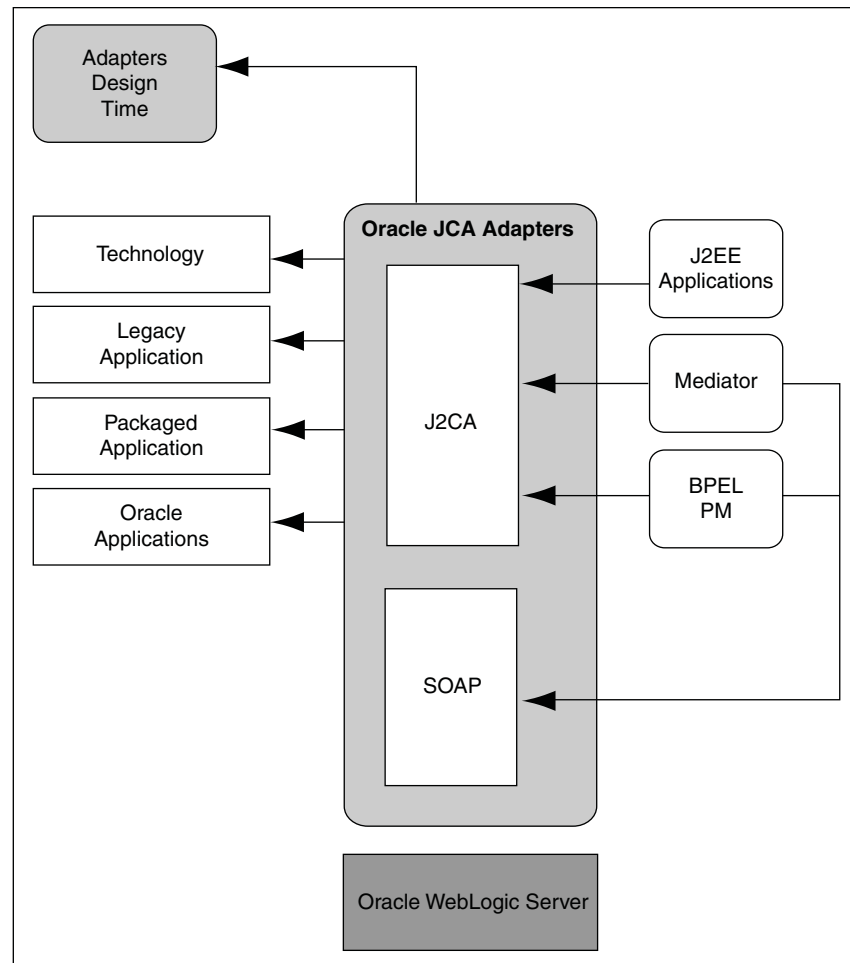 Adapters
Design
Time
Oracle JCA Adapters
Technology
Legacy
Application
Packaged
Application
Oracle
Applications
J2CA
SOAP
J2EE
Applications
Mediator
BPEL
PM
Oracle WebLogic Server